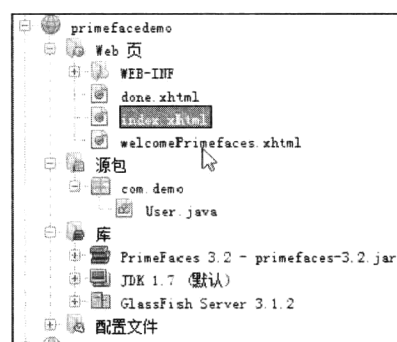 primefacedemo
Web 页
WEB-INF
done.xhtml
index.xhtml
welcomePrimefaces.xhtml
源包
com.demo
User.java
库
PrimeFaces 3.2 - primefaces-3.2.jar
JDK 1.7 (默认)
GlassFish Server 3.1.2
配置文件